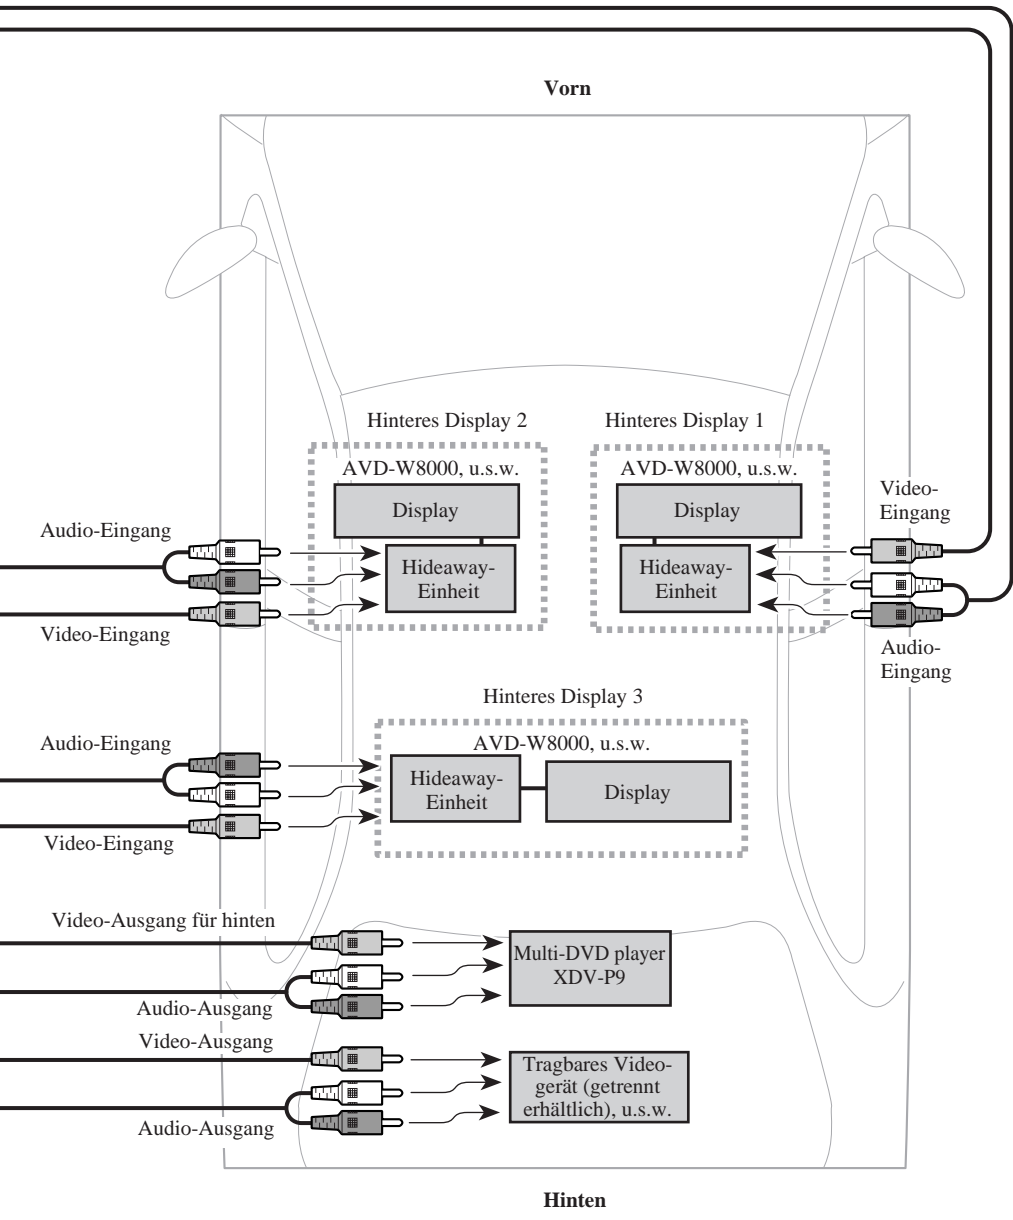 Vorn
Hinteres Display 2
Hinteres Display 1
AVD-W8000, u.s.w.
AVD-W8000, u.s.w.
Display
Display
Video-
Eingang
Audio-Eingang
Hideaway-
Einheit
Hideaway-
Einheit
Video-Eingang
Audio-
Eingang
Hinteres Display 3
Audio-Eingang
AVD-W8000, u.s.w.
Hideaway-
Einheit
Display
Video-Eingang
Video-Ausgang für hinten
Multi-DVD player
XDV-P9
Audio-Ausgang
Video-Ausgang
Tragbares Video-
gerät (getrennt
erhältlich), u.s.w.
Audio-Ausgang
Hinten